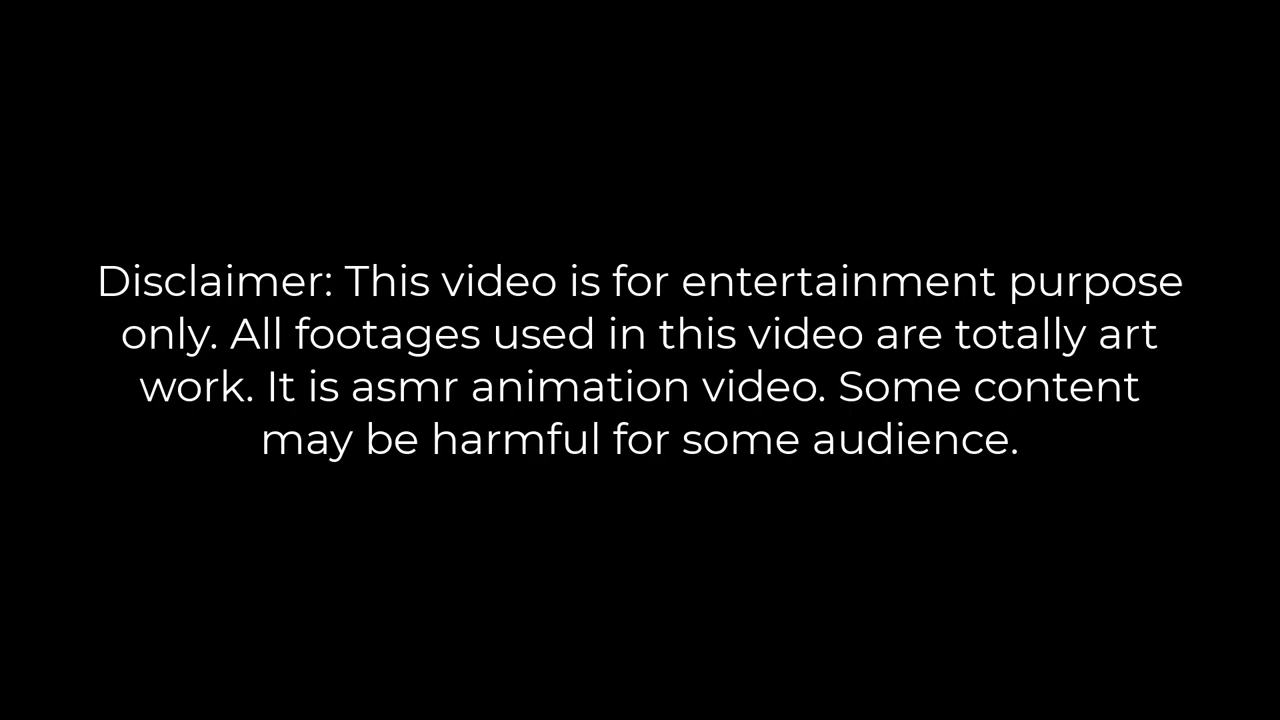 Disclaimer: This video is for entertainment purpose
only. All footages used in this video are totally art
work. It is asmr animation video. Some content
may be harmful for some audience.